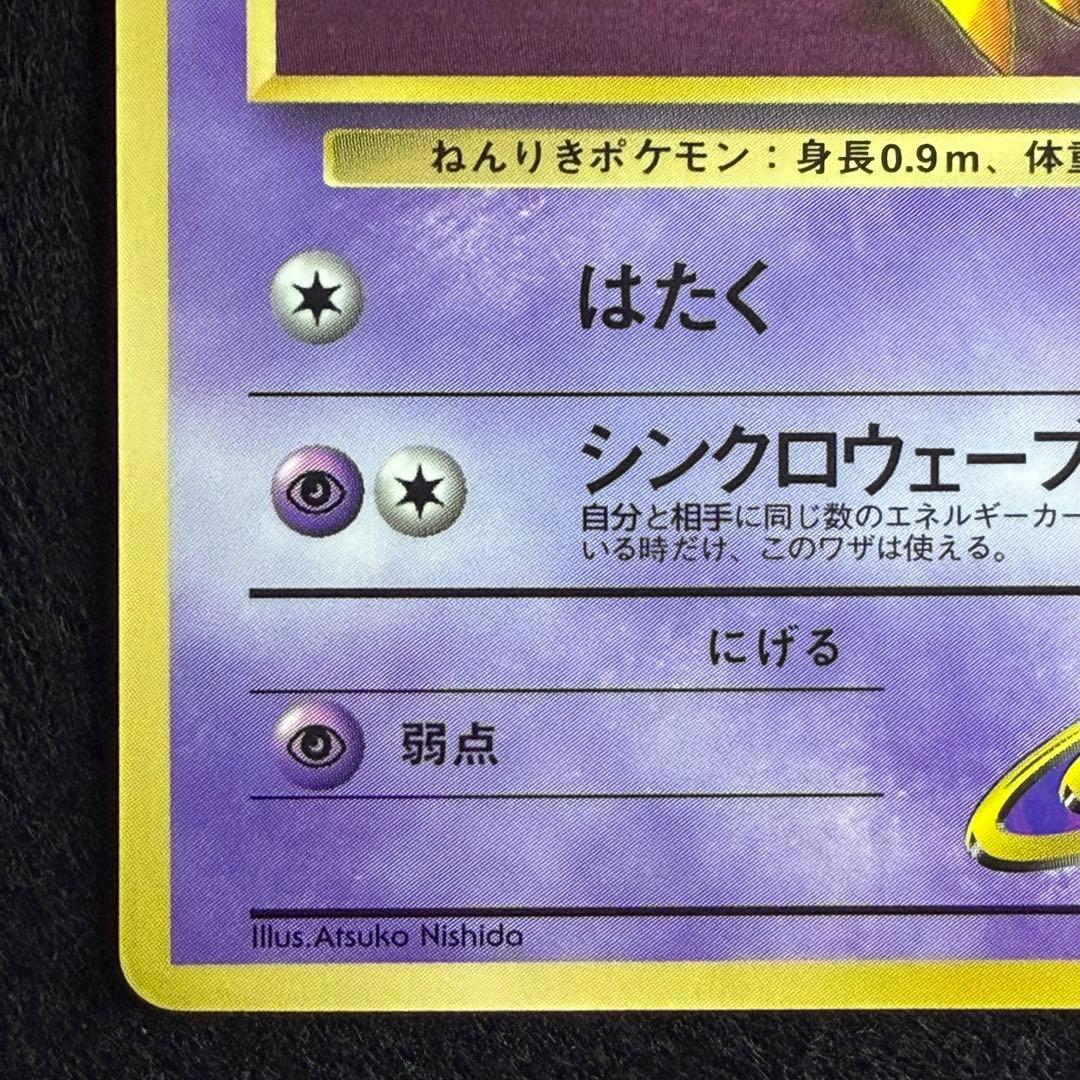 ねんりきポケモン：身長0.9m、体重
はたく
シンクロウェーブ
自分と相手に同じ数のエネルギーカー
いる時だけ、このワザは使える。
にげる
弱点
Illus.Atsuko Nishida